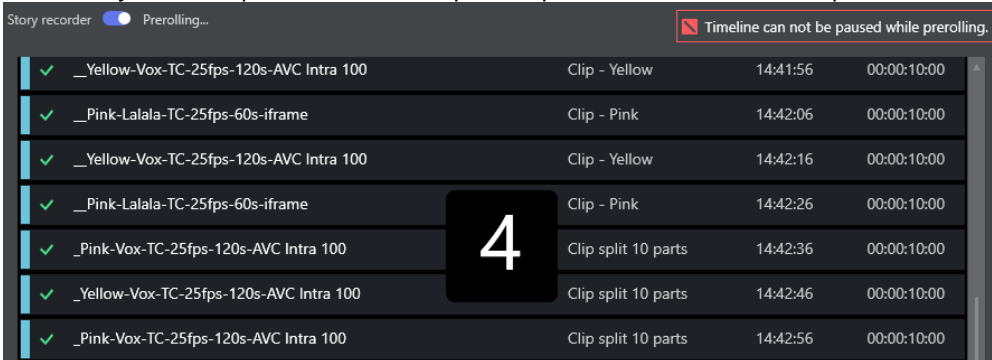 Story recorder Prerolling...
Timeline can not be paused while prerolling.
__Yellow-Vox-TC-25fps-120s-AVC Intra 100 Clip - Yellow 14:41:56 00:00:10:00
__Pink-Lalala-TC-25fps-60s-iframe Clip - Pink 14:42:06 00:00:10:00
__Yellow-Vox-TC-25fps-120s-AVC Intra 100 Clip - Yellow 14:42:16 00:00:10:00
__Pink-Lalala-TC-25fps-60s-iframe Clip - Pink 14:42:26 00:00:10:00
4
_Pink-Vox-TC-25fps-120s-AVC Intra 100 Clip split 10 parts 14:42:36 00:00:10:00
_Yellow-Vox-TC-25fps-120s-AVC Intra 100 Clip split 10 parts 14:42:46 00:00:10:00
_Pink-Vox-TC-25fps-120s-AVC Intra 100 Clip split 10 parts 14:42:56 00:00:10:00